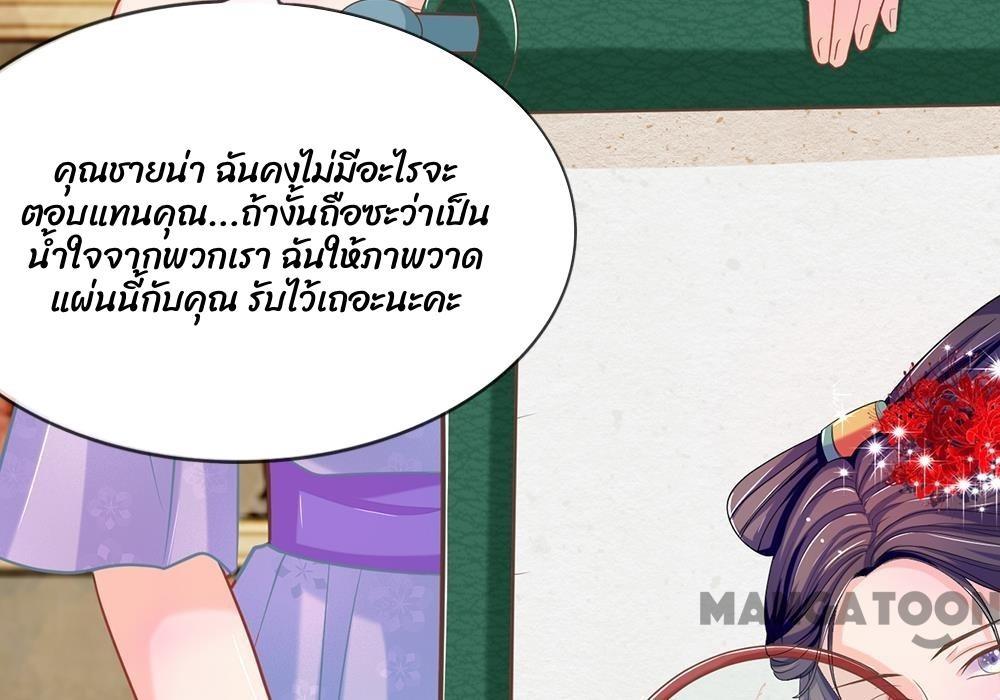 คุณชายน่า ฉันคงไม่มีอะไรจะ
ตอบแทนคุณ...ถ้างั้นถือซะว่าเป็น
น้ำใจจากพวกเรา ฉันให้ภาพวาด
แผ่นนี้กับคุณ รับไว้เถอะนะคะ
MANGATOON